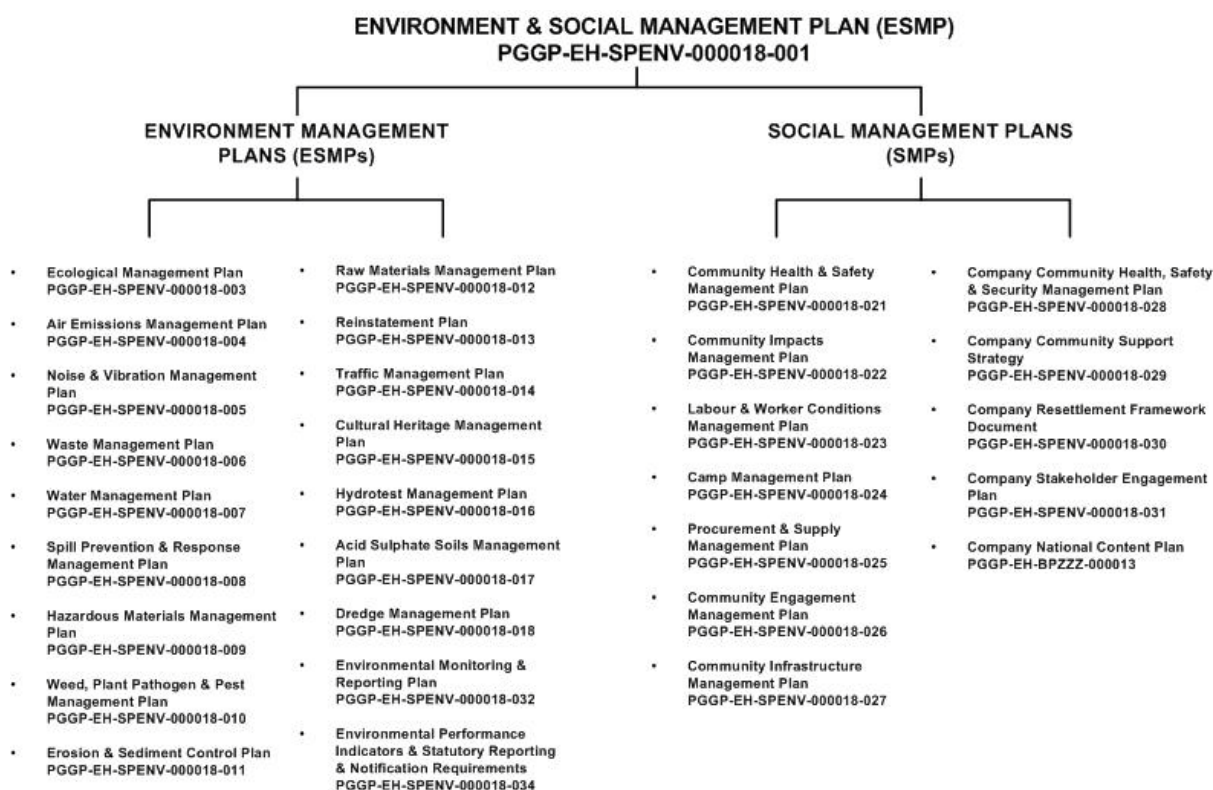 ENVIRONMENT & SOCIAL MANAGEMENT PLAN (ESMP)
PGGP-EH-SPENV-000018-001
ENVIRONMENT MANAGEMENT
PLANS (ESMPs)
• Ecological Management Plan
PGGP-EH-SPENV-000018-003
• Air Emissions Management Plan
PGGP-EH-SPENV-000018-004
• Noise & Vibration Management
Plan
PGGP-EH-SPENV-000018-005
• Waste Management Plan
PGGP-EH-SPENV-000018-006
• Water Management Plan
PGGP-EH-SPENV-000018-007
• Spill Prevention & Response
Management Plan
PGGP-EH-SPENV-000018-008
• Hazardous Materials Management
Plan
PGGP-EH-SPENV-000018-009
• Weed, Plant Pathogen & Pest
Management Plan
PGGP-EH-SPENV-000018-010
• Erosion & Sediment Control Plan
PGGP-EH-SPENV-000018-011
• Raw Materials Management Plan
PGGP-EH-SPENV-000018-012
• Reinstatement Plan
PGGP-EH-SPENV-000018-013
• Traffic Management Plan
PGGP-EH-SPENV-000018-014
• Cultural Heritage Management
Plan
PGGP-EH-SPENV-000018-015
• Hydrotest Management Plan
PGGP-EH-SPENV-000018-016
• Acid Sulphate Soils Management
Plan
PGGP-EH-SPENV-000018-017
• Dredge Management Plan
PGGP-EH-SPENV-000018-018
• Environmental Monitoring &
Reporting Plan
PGGP-EH-SPENV-000018-032
• Environmental Performance
Indicators & Statutory Reporting
& Notification Requirements
PGGP-EH-SPENV-000018-034
SOCIAL MANAGEMENT PLANS
(SMPs)
• Community Health & Safety
Management Plan
PGGP-EH-SPENV-000018-021
• Community Impacts
Management Plan
PGGP-EH-SPENV-000018-022
• Labour & Worker Conditions
Management Plan
PGGP-EH-SPENV-000018-023
• Camp Management Plan
PGGP-EH-SPENV-000018-024
• Procurement & Supply
Management Plan
PGGP-EH-SPENV-000018-025
• Community Engagement
Management Plan
PGGP-EH-SPENV-000018-026
• Community Infrastructure
Management Plan
PGGP-EH-SPENV-000018-027
• Company Community Health, Safety
& Security Management Plan
PGGP-EH-SPENV-000018-028
• Company Community Support
Strategy
PGGP-EH-SPENV-000018-029
• Company Resettlement Framework
Document
PGGP-EH-SPENV-000018-030
• Company Stakeholder Engagement
Plan
PGGP-EH-SPENV-000018-031
• Company National Content Plan
PGGP-EH-BPZZZ-000013